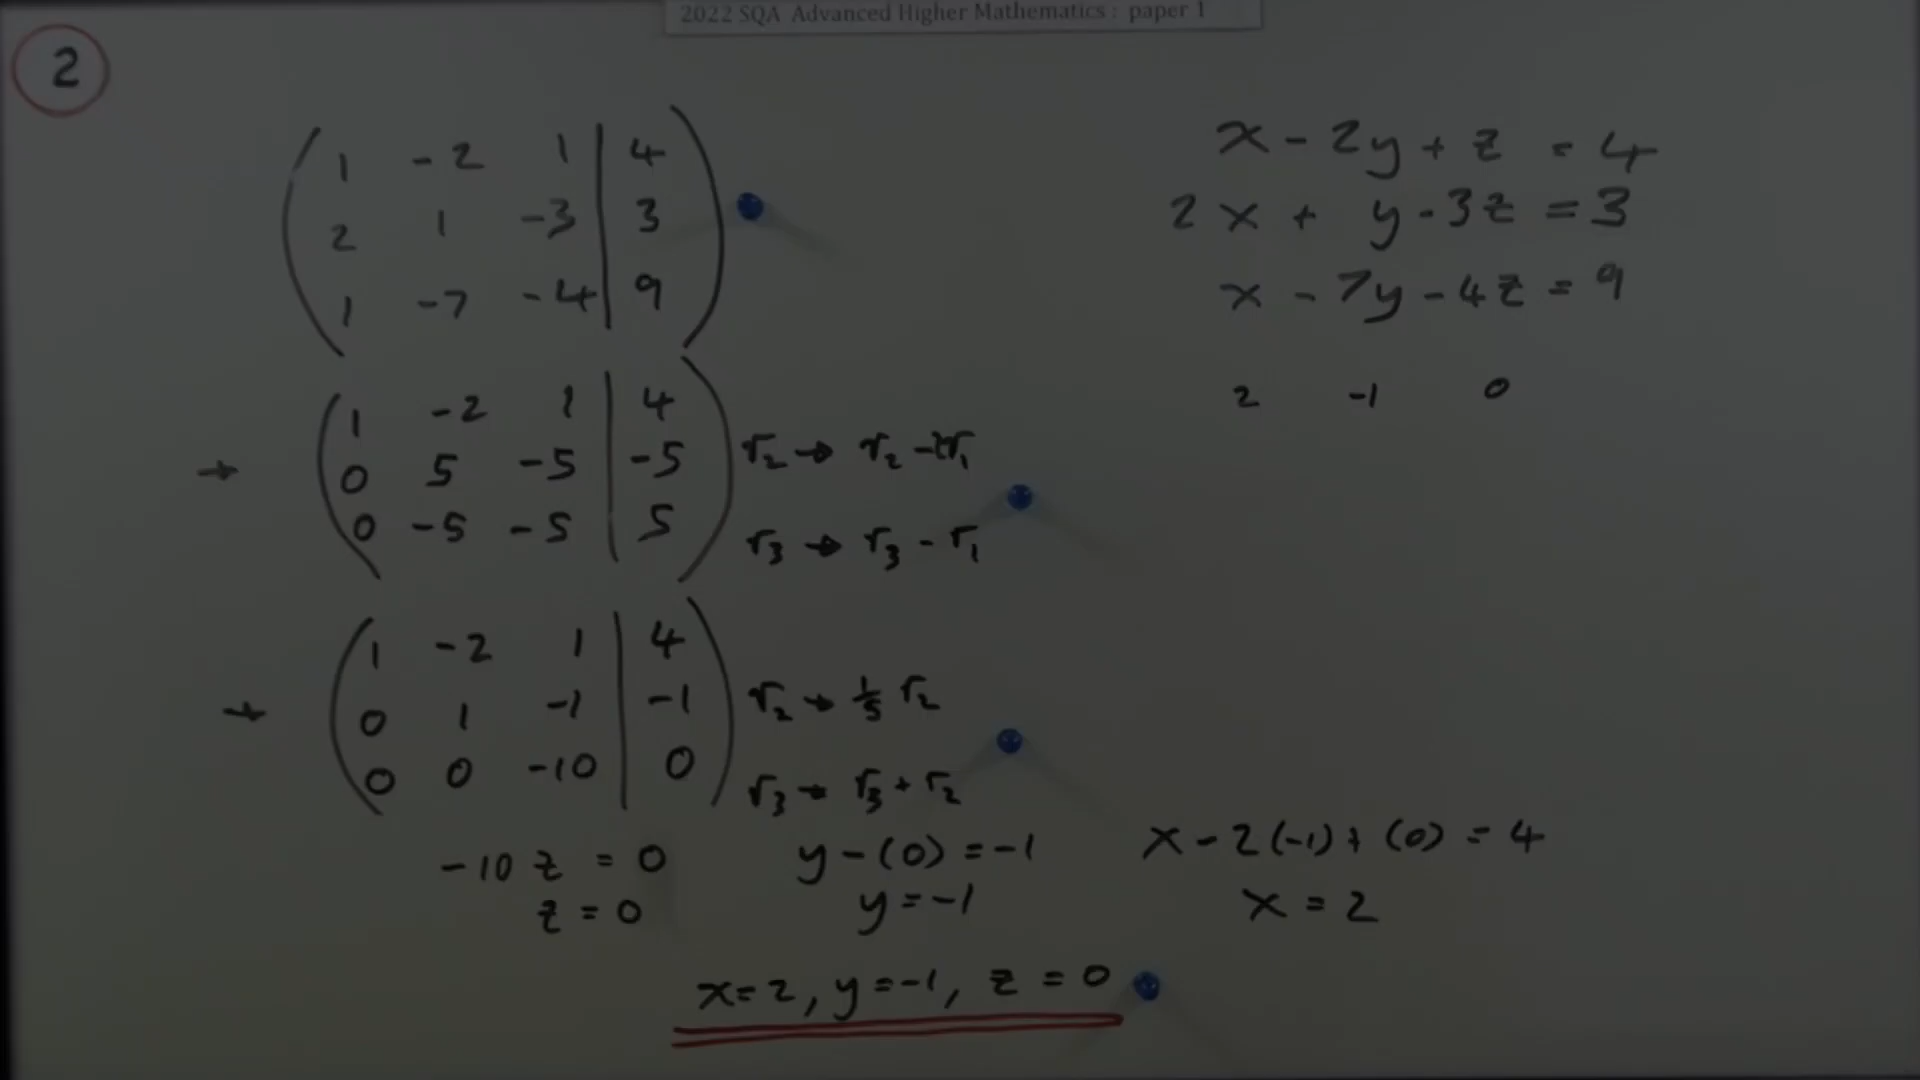 2022 SQA Advanced Higher Mathematics : paper 1
2
1 -2 1 4
2 1 -3 3
1 -7 -4 9
x - 2y + z = 4
2x + y - 3z = 3
x - 7y - 4z = 9
2 -1 0
→ 1 -2 1 4
0 5 -5 -5 r2 → r2 - 2r1
0 -5 -5 5 r3 → r3 - r1
→ 1 -2 1 4
0 1 -1 -1 r2 → 1/5 r2
0 0 -10 0 r3 → r3 + r2
-10 z = 0
z = 0
y - (0) = -1
y = -1
x - 2(-1) + (0) = 4
x = 2
x = 2, y = -1, z = 0